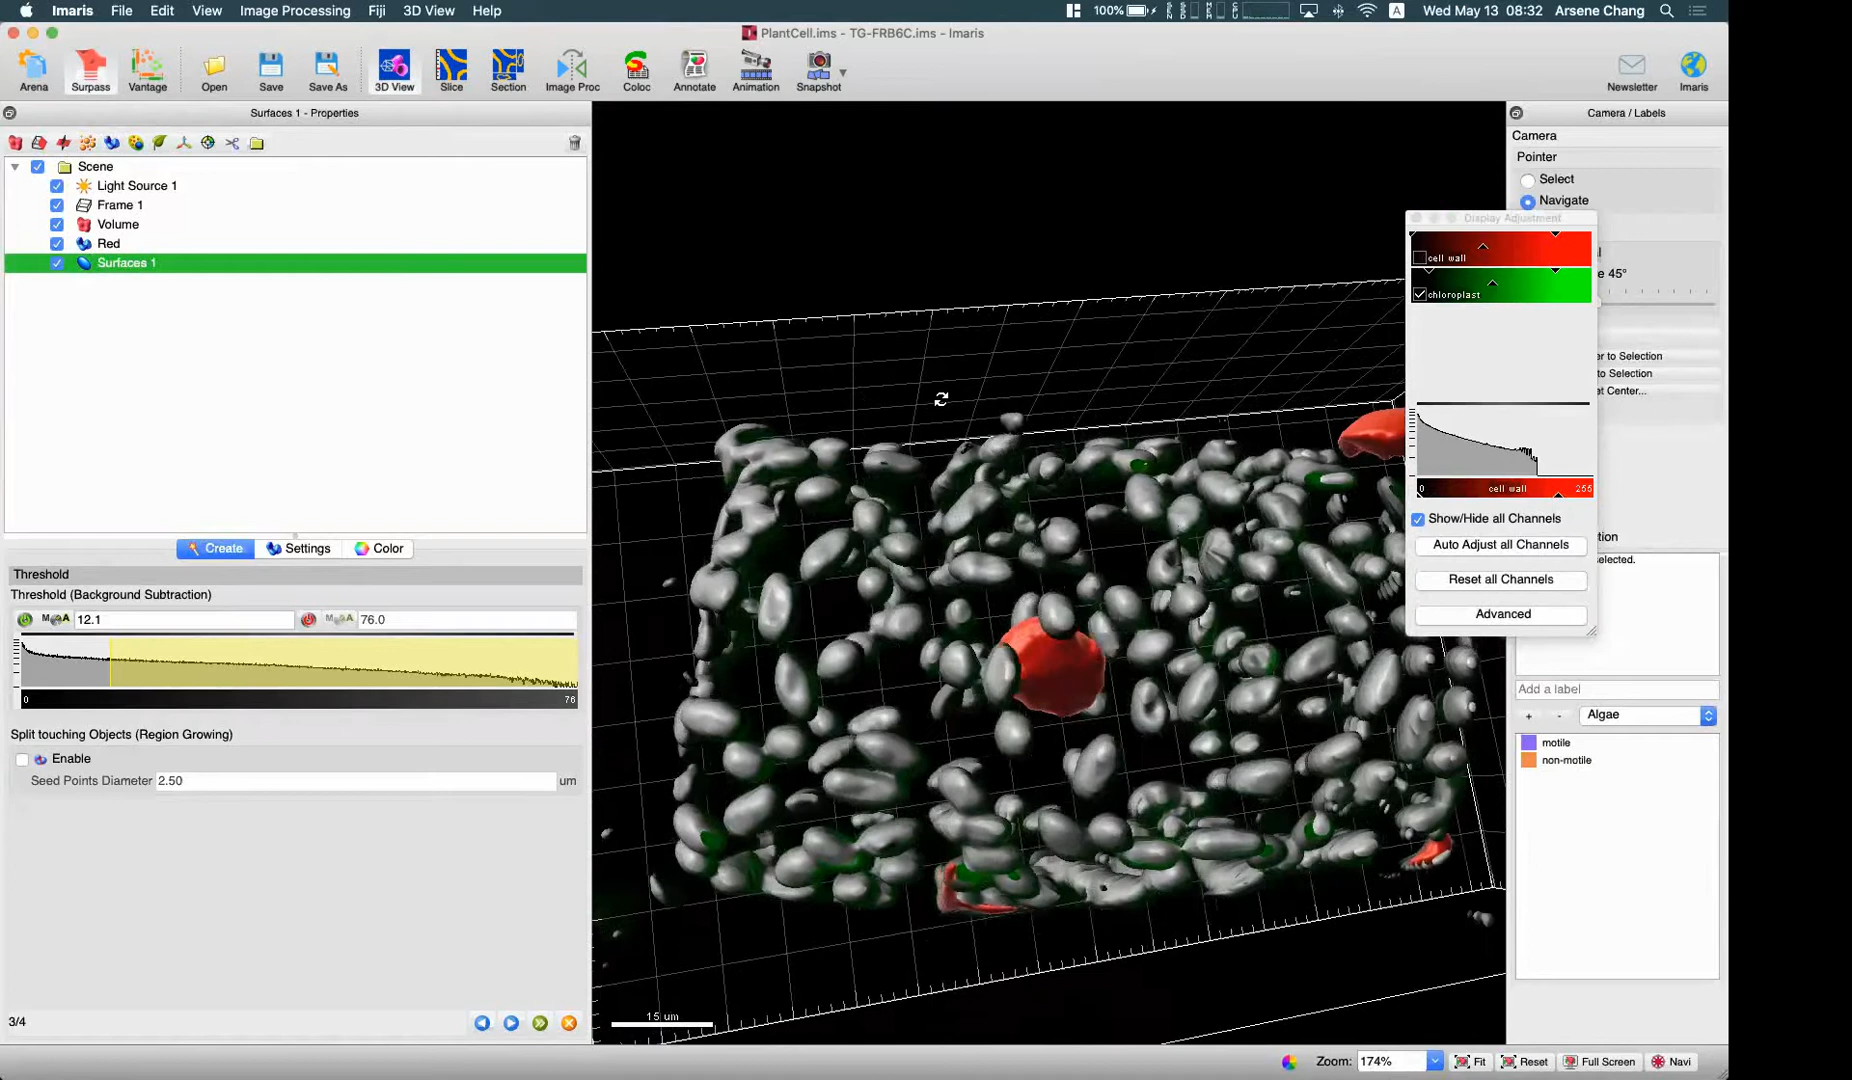 Imaris File Edit View Image Processing Fiji 3D View Help 100% A Wed May 13 08:32 Arsene Chang
PlantCell.ims - TG-FRB6C.ims - Imaris
Arena Surpass Vantage Open Save Save As 3D View Slice Section Image Proc Coloc Annotate Animation Snapshot Newsletter Imaris
Surfaces 1 - Properties
Camera / Labels
Camera
Pointer
Select
Navigate
Scene
Light Source 1
Frame 1
Volume
Red
Surfaces 1
Display Adjustment
cell wall
chloroplast
e 45°
er to Selection
to Selection
et Center...
0 cell wall 255
Show/Hide all Channels
Auto Adjust all Channels
Reset all Channels
Advanced
selected.
Add a label
+ - Algae
motile
non-motile
Create Settings Color
Threshold
Threshold (Background Subtraction)
12.1 76.0
0 76
Split touching Objects (Region Growing)
Enable
Seed Points Diameter 2.50 um
3/4
15 um
Zoom: 174% Fit Reset Full Screen Navi